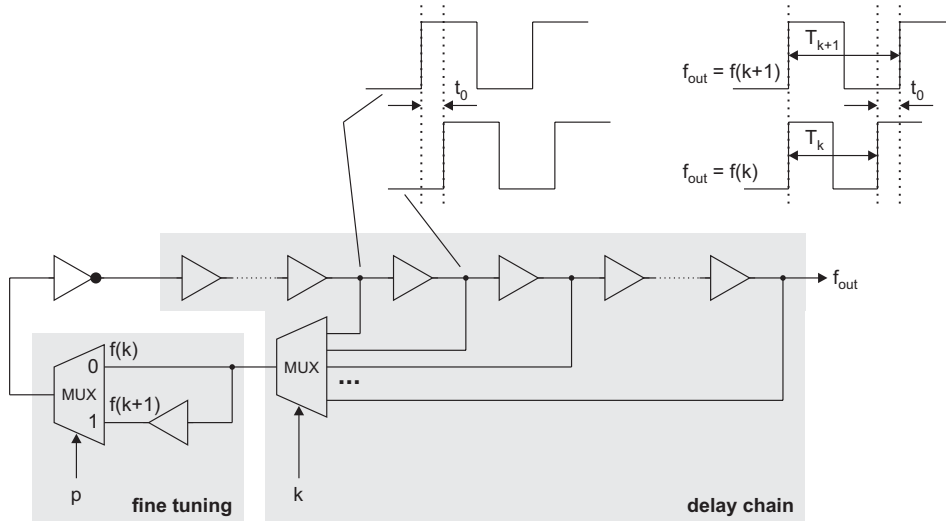 t0
Tk+1
fout = f(k+1)
t0
Tk
fout = f(k)
fout
f(k)
0
MUX
f(k+1)
1
MUX
...
p
k
fine tuning
delay chain